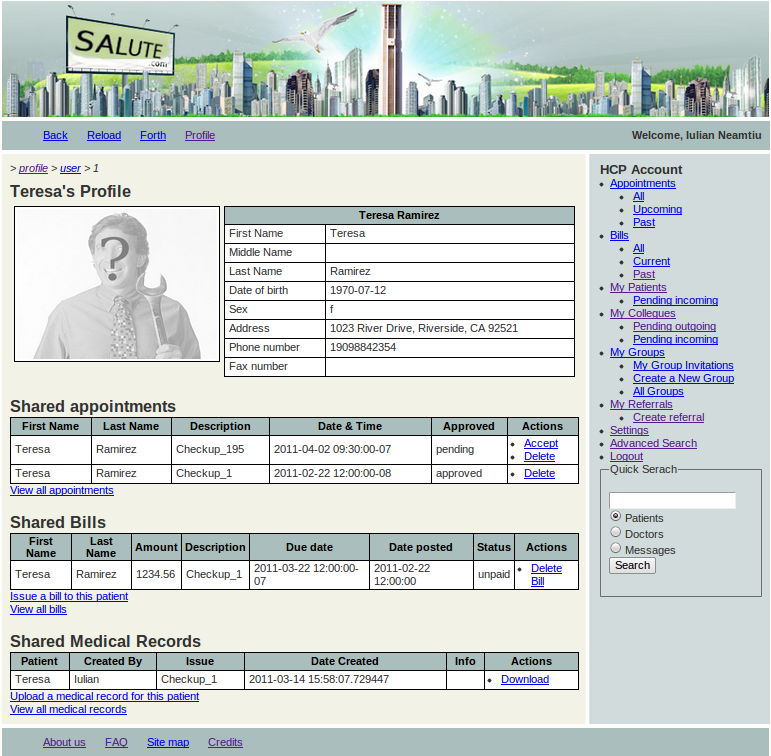 SALUTE
.com
Back Reload Forth Profile Welcome, Iulian Neamtiu
> profile > user > 1
Teresa's Profile
?
Teresa Ramirez
First Name Teresa
Middle Name
Last Name Ramirez
Date of birth 1970-07-12
Sex f
Address 1023 River Drive, Riverside, CA 92521
Phone number 19098842354
Fax number
Shared appointments
First Name Last Name Description Date & Time Approved Actions
Teresa Ramirez Checkup_195 2011-04-02 09:30:00-07 pending Accept
Delete
Teresa Ramirez Checkup_1 2011-02-22 12:00:00-08 approved Delete
View all appointments
Shared Bills
First Name Last Name Amount Description Due date Date posted Status Actions
Teresa Ramirez 1234.56 Checkup_1 2011-03-22 12:00:00-07 2011-02-22 12:00:00 unpaid Delete Bill
Issue a bill to this patient
View all bills
Shared Medical Records
Patient Created By Issue Date Created Info Actions
Teresa Iulian Checkup_1 2011-03-14 15:58:07.729447 Download
Upload a medical record for this patient
View all medical records
HCP Account
Appointments
All
Upcoming
Past
Bills
All
Current
Past
My Patients
Pending incoming
My Collegues
Pending outgoing
Pending incoming
My Groups
My Group Invitations
Create a New Group
All Groups
My Referrals
Create referral
Settings
Advanced Search
Logout
Quick Serach
Patients
Doctors
Messages
Search
About us FAQ Site map Credits